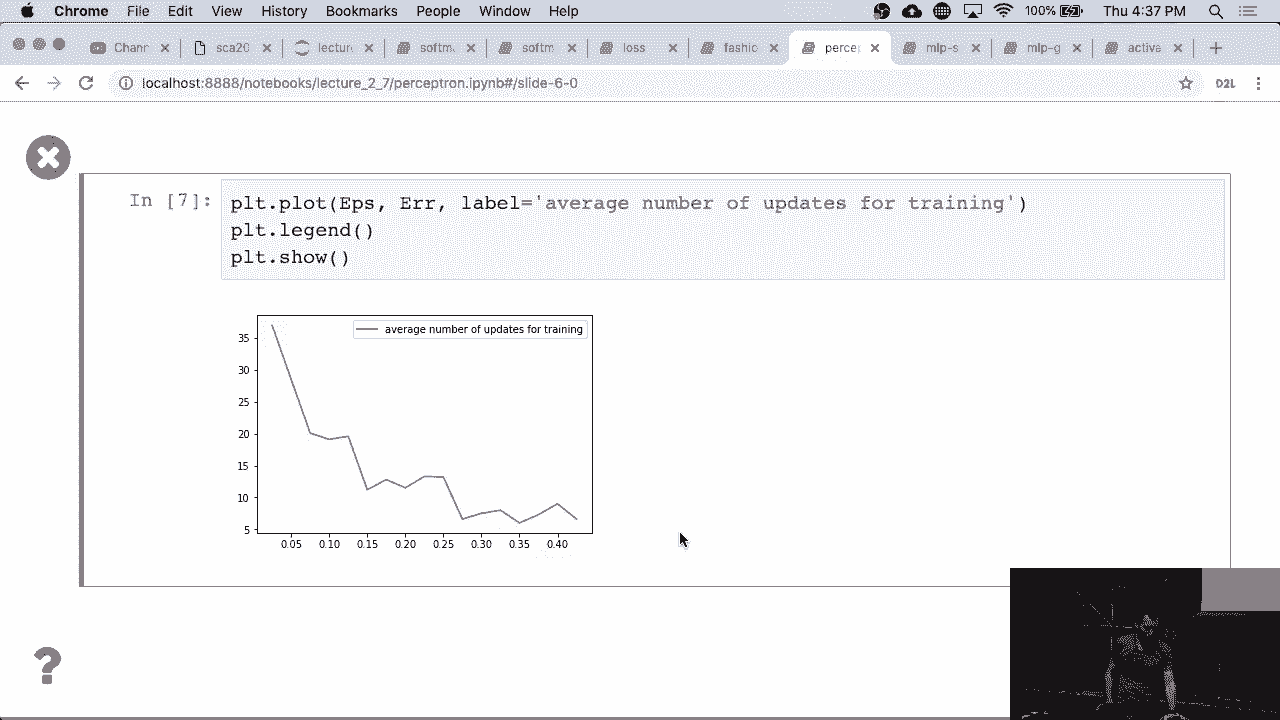 Chrome File Edit View History Bookmarks People Window Help 100% Thu 4:37 PM
Chann sca20 lectur softm. softm loss fashio percep mlp-s mlp-g activa
localhost:8888/notebooks/lecture_2_7/perceptron.ipynb#/slide-6-0 D2L
In [7]: plt.plot(Eps, Err, label='average number of updates for training')
plt.legend()
plt.show()
average number of updates for training
35
30
25
20
15
10
5
0.05 0.10 0.15 0.20 0.25 0.30 0.35 0.40
?